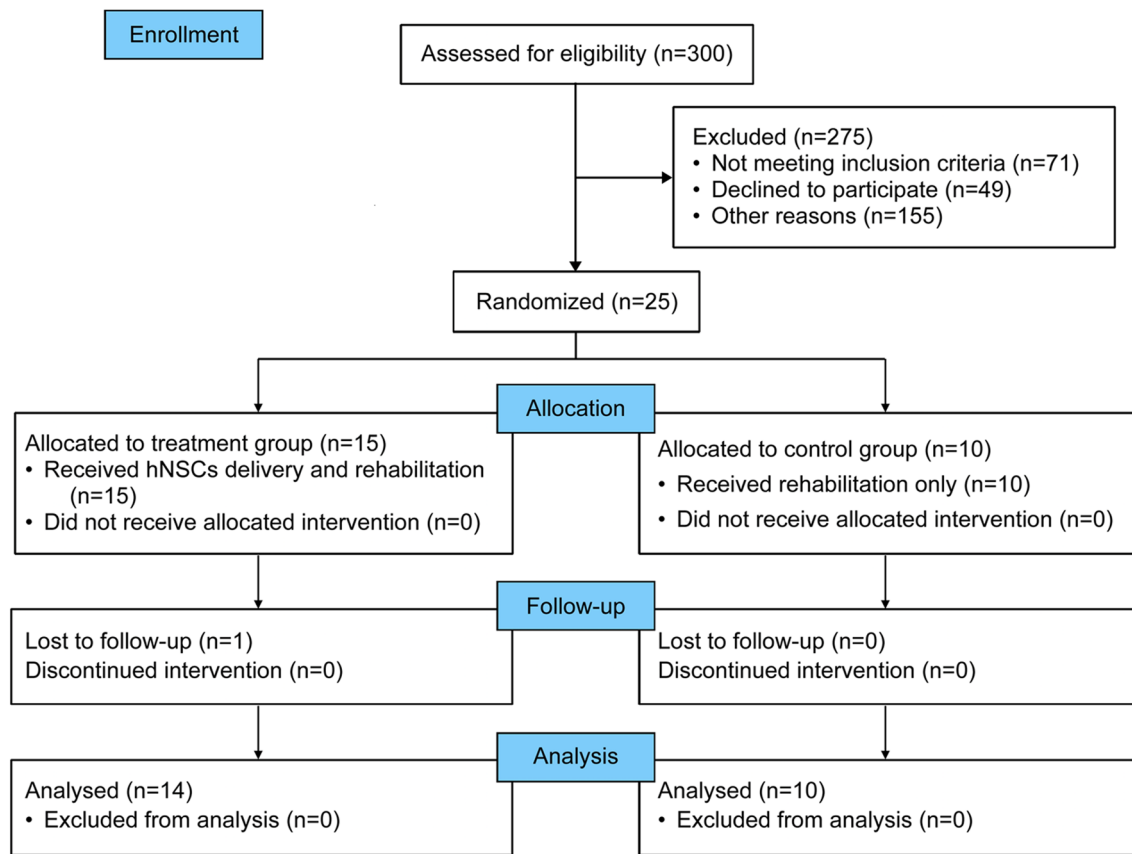 Enrollment
Assessed for eligibility (n=300)
Excluded (n=275)
• Not meeting inclusion criteria (n=71)
• Declined to participate (n=49)
• Other reasons (n=155)
Randomized (n=25)
Allocation
Allocated to treatment group (n=15)
• Received hNSCs delivery and rehabilitation
(n=15)
• Did not receive allocated intervention (n=0)
Allocated to control group (n=10)
• Received rehabilitation only (n=10)
• Did not receive allocated intervention (n=0)
Follow-up
Lost to follow-up (n=1)
Discontinued intervention (n=0)
Lost to follow-up (n=0)
Discontinued intervention (n=0)
Analysis
Analysed (n=14)
• Excluded from analysis (n=0)
Analysed (n=10)
• Excluded from analysis (n=0)